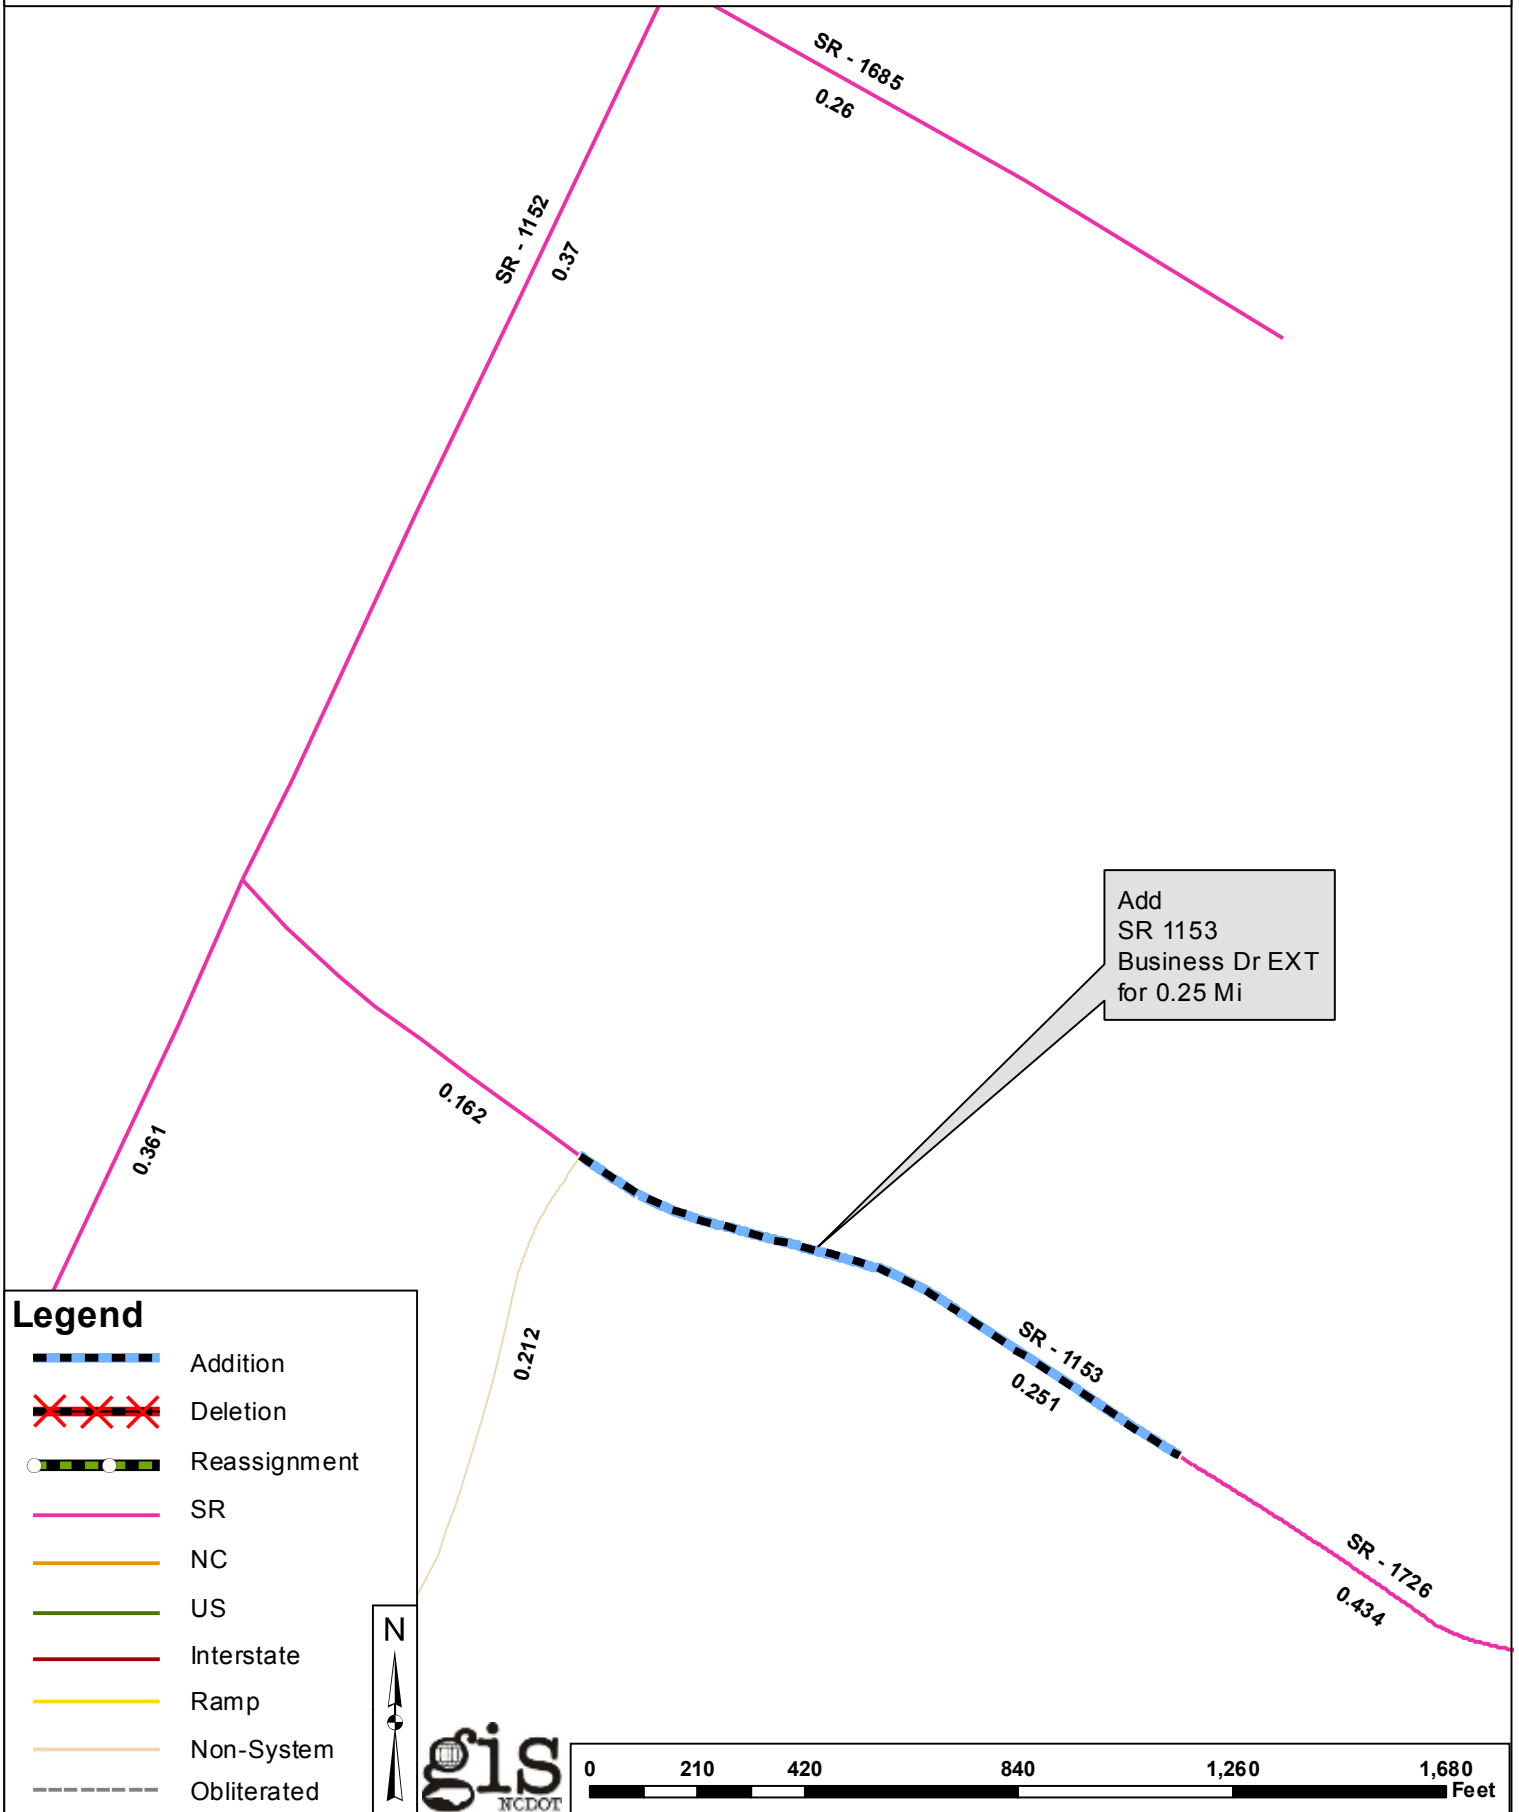 SR - 1685
0.26
SR - 1152
0.37
Add
SR 1153
Business Dr EXT
for 0.25 Mi
0.162
0.361
SR - 1153
0.251
0.212
SR - 1726
0.434
Legend
Addition
Deletion
Reassignment
SR
NC
US
Interstate
Ramp
Non-System
Obliterated
N
gis
NCDOT
0 210 420 840 1,260 1,680
Feet